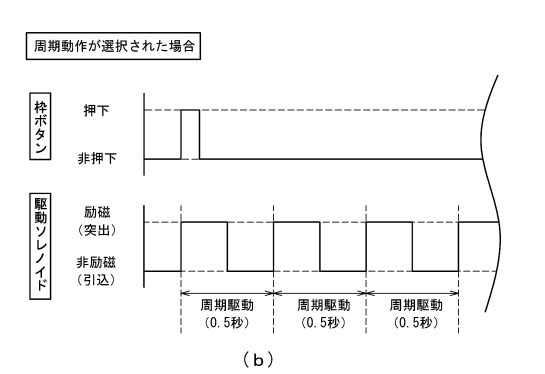 周期動作が選択された場合
枠ボタン
押下
非押下
駆動ソレノイド
励磁
(突出)
非励磁
(引込)
周期駆動 周期駆動 周期駆動
(0.5秒) (0.5秒) (0.5秒)
(b)